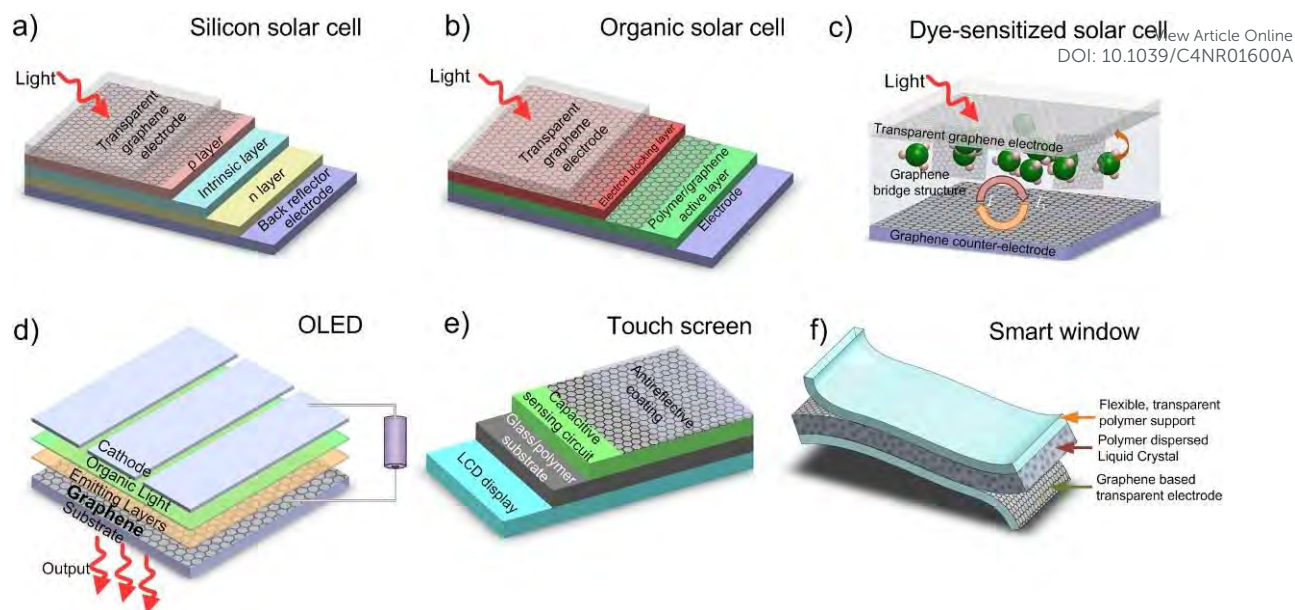 a)
Silicon solar cell
Light
Transparent
graphene
electrode
p layer
Intrinsic layer
n layer
Back reflector
electrode
b)
Organic solar cell
Light
Transparent
graphene
electrode
Electron blocking layer
Polymer/graphene
active layer
Electrode
c)
Dye-sensitized solar cell
View Article Online
DOI: 10.1039/C4NR01600A
Light
Transparent graphene electrode
Graphene
bridge structure
Graphene counter-electrode
d)
OLED
Cathode
Organic Light
Emitting Layers
Graphene
Substrate
Output
e)
Touch screen
Antireflective
coating
Capacitive
sensing circuit
Glass/polymer
substrate
LCD display
f)
Smart window
Flexible, transparent
polymer support
Polymer dispersed
Liquid Crystal
Graphene based
transparent electrode